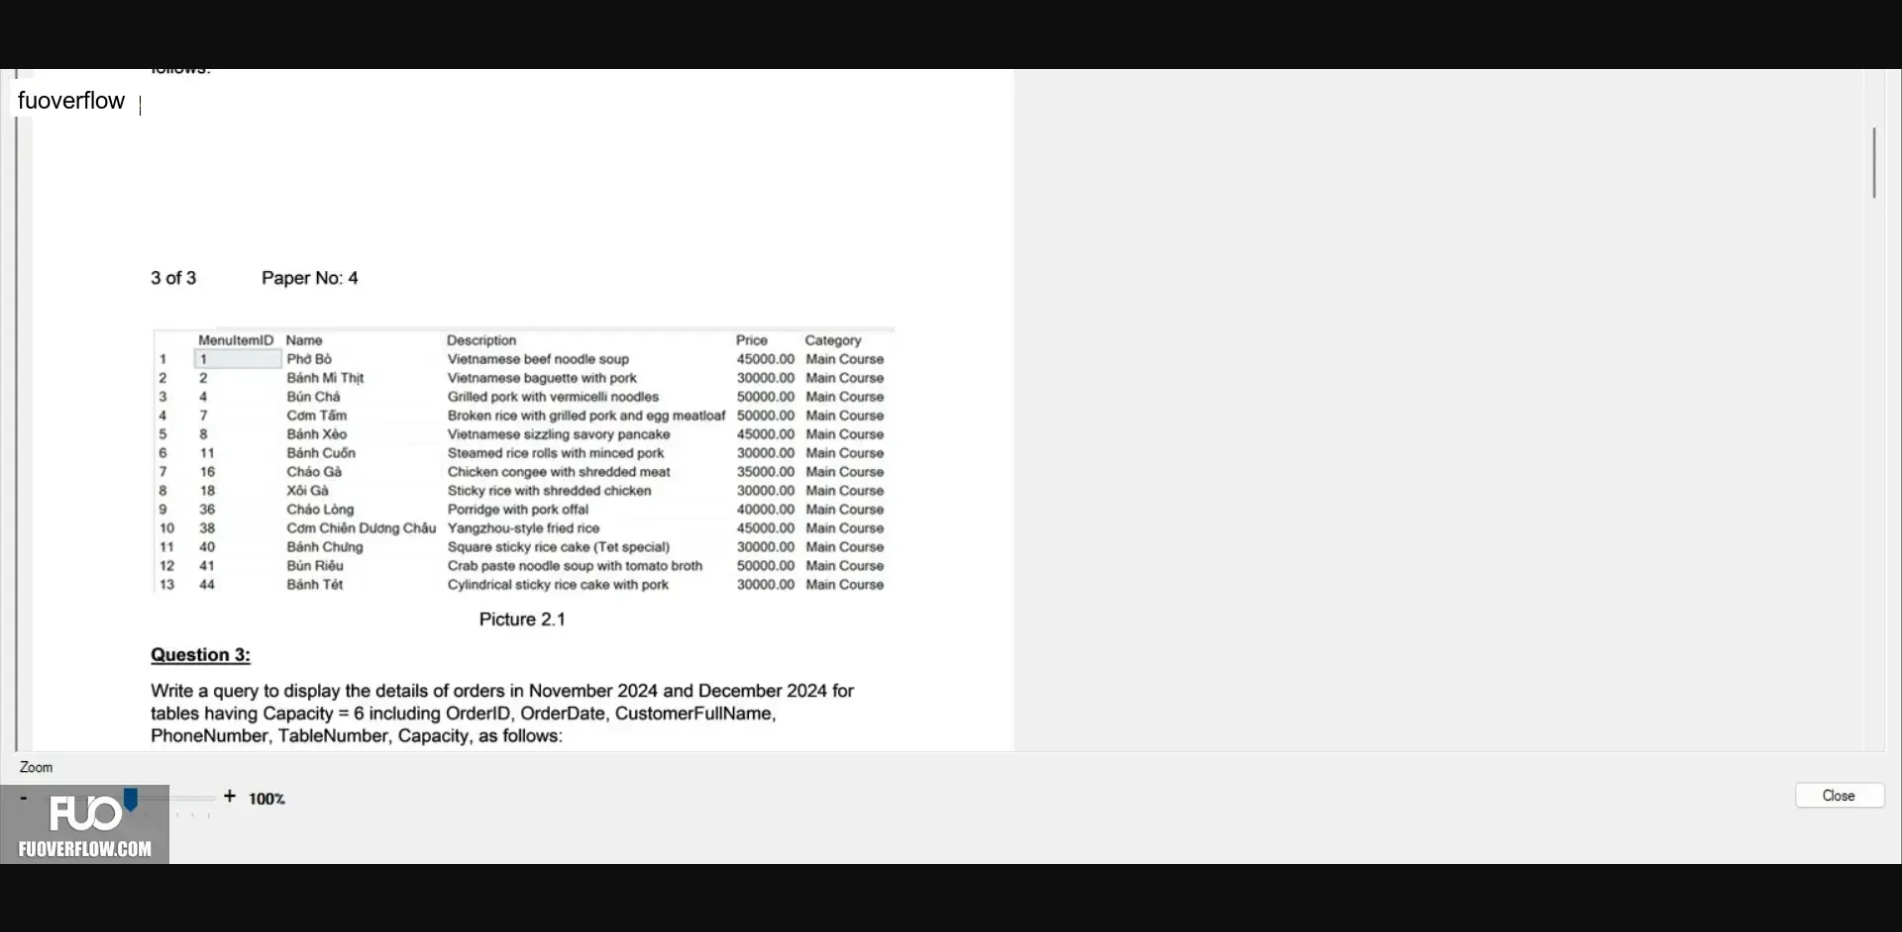 follows:
fuoverflow
3 of 3 Paper No: 4
MenuItemID Name Description Price Category
1 1 Phở Bò Vietnamese beef noodle soup 45000.00 Main Course
2 2 Bánh Mì Thịt Vietnamese baguette with pork 30000.00 Main Course
3 4 Bún Chả Grilled pork with vermicelli noodles 50000.00 Main Course
4 7 Cơm Tấm Broken rice with grilled pork and egg meatloaf 50000.00 Main Course
5 8 Bánh Xèo Vietnamese sizzling savory pancake 45000.00 Main Course
6 11 Bánh Cuốn Steamed rice rolls with minced pork 30000.00 Main Course
7 16 Cháo Gà Chicken congee with shredded meat 35000.00 Main Course
8 18 Xôi Gà Sticky rice with shredded chicken 30000.00 Main Course
9 36 Cháo Lòng Porridge with pork offal 40000.00 Main Course
10 38 Cơm Chiên Dương Châu Yangzhou-style fried rice 45000.00 Main Course
11 40 Bánh Chưng Square sticky rice cake (Tet special) 30000.00 Main Course
12 41 Bún Riêu Crab paste noodle soup with tomato broth 50000.00 Main Course
13 44 Bánh Tét Cylindrical sticky rice cake with pork 30000.00 Main Course
Picture 2.1
Question 3:
Write a query to display the details of orders in November 2024 and December 2024 for
tables having Capacity = 6 including OrderID, OrderDate, CustomerFullName,
PhoneNumber, TableNumber, Capacity, as follows:
Zoom
- + 100%
Close
FUO
FUOVERFLOW.COM